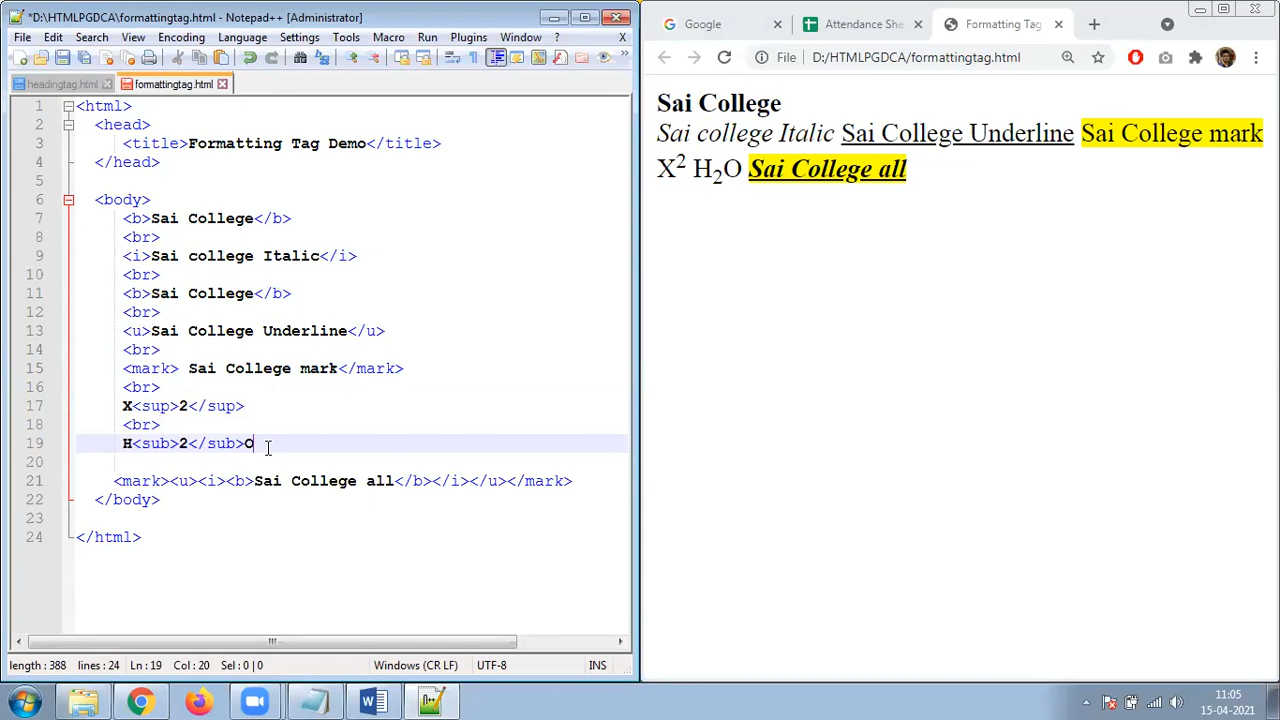 *D:\HTMLPGDCA\formattingtag.html - Notepad++ [Administrator]
File Edit Search View Encoding Language Settings Tools Macro Run Plugins Window ? X
headingtag.html formattingtag.html
1 <html>
2 <head>
3 <title>Formatting Tag Demo</title>
4 </head>
5
6 <body>
7 <b>Sai College</b>
8 <br>
9 <i>Sai college Italic</i>
10 <br>
11 <b>Sai College</b>
12 <br>
13 <u>Sai College Underline</u>
14 <br>
15 <mark> Sai College mark</mark>
16 <br>
17 X<sup>2</sup>
18 <br>
19 H<sub>2</sub>O
20
21 <mark><u><i><b>Sai College all</b></i></u></mark>
22 </body>
23
24 </html>
length : 388 lines : 24 Ln : 19 Col : 20 Sel : 0 | 0 Windows (CR LF) UTF-8 INS
Google Attendance She Formatting Tag
File | D:/HTMLPGDCA/formattingtag.html
Sai College
Sai college Italic Sai College Underline Sai College mark
X2 H2O Sai College all
11:05
15-04-2021